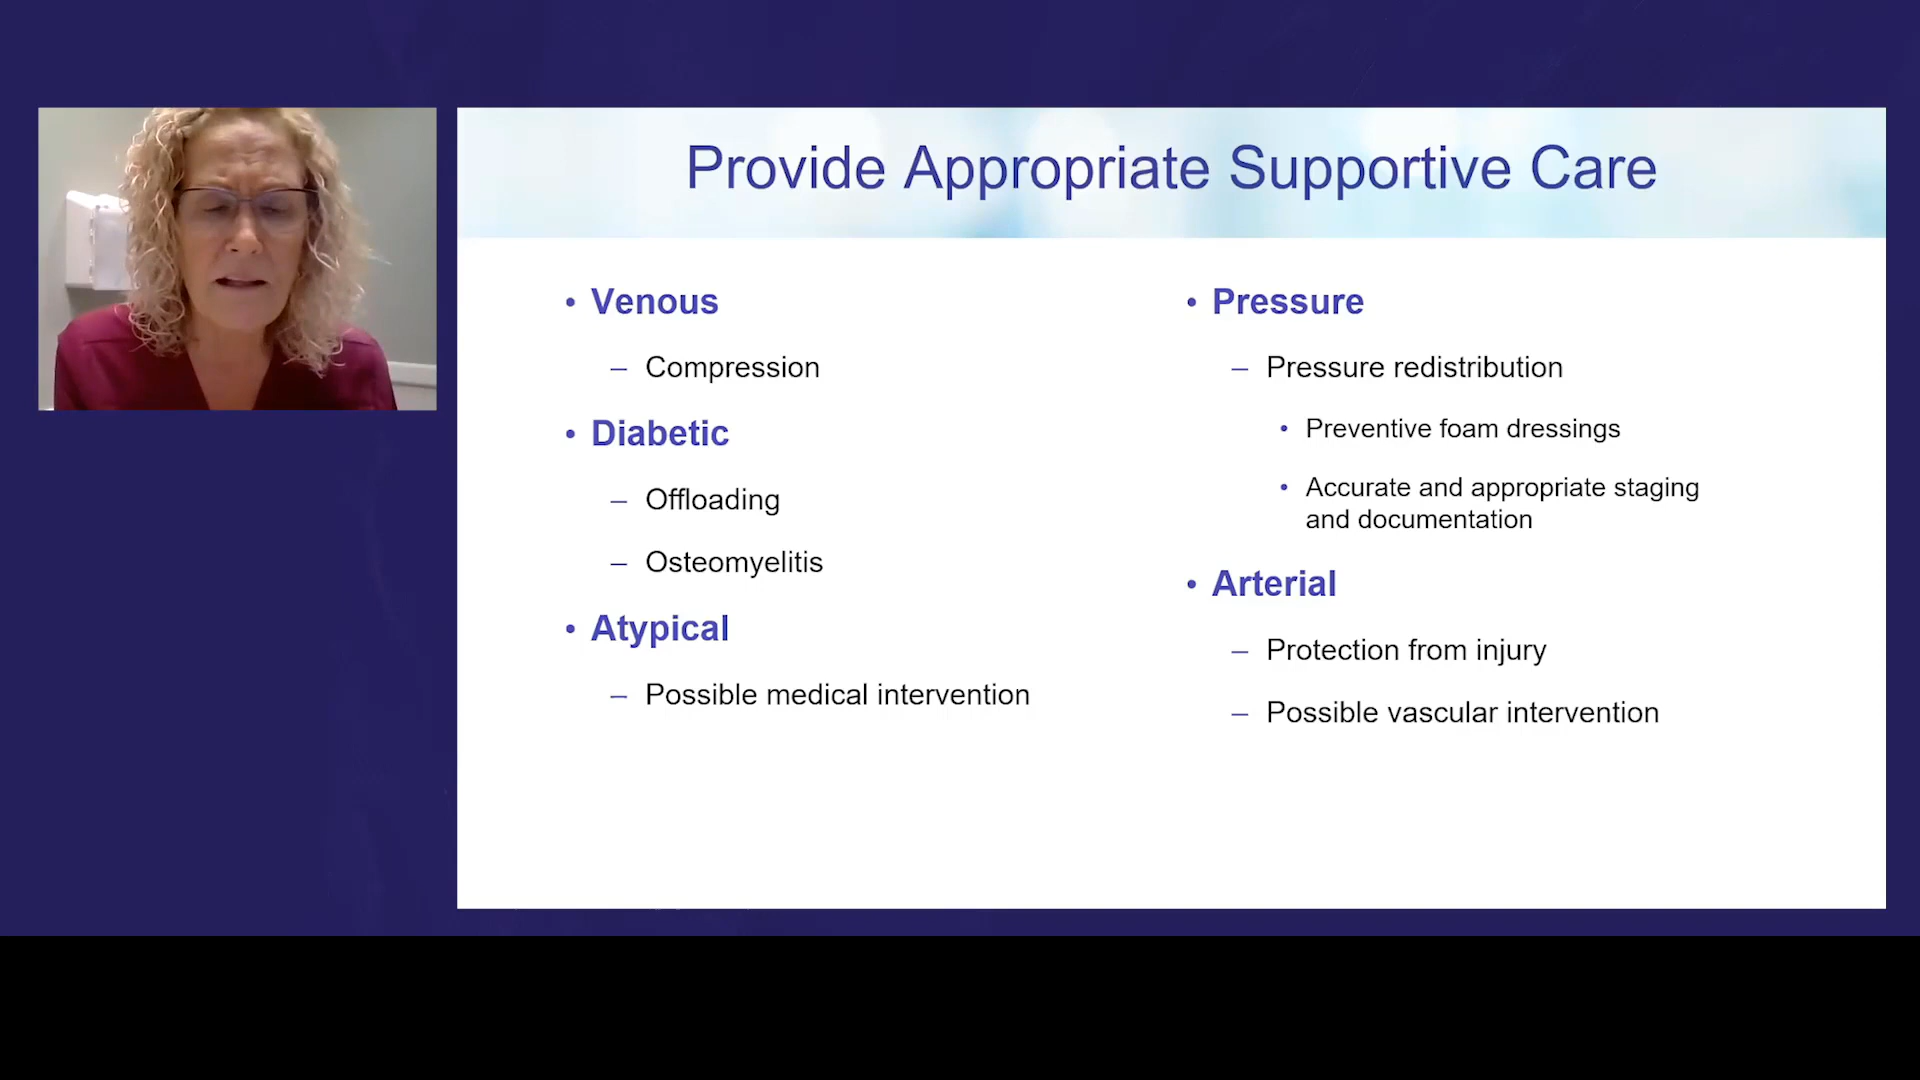 Provide Appropriate Supportive Care
• Venous
– Compression
• Diabetic
– Offloading
– Osteomyelitis
• Atypical
– Possible medical intervention
• Pressure
– Pressure redistribution
• Preventive foam dressings
• Accurate and appropriate staging
and documentation
• Arterial
– Protection from injury
– Possible vascular intervention